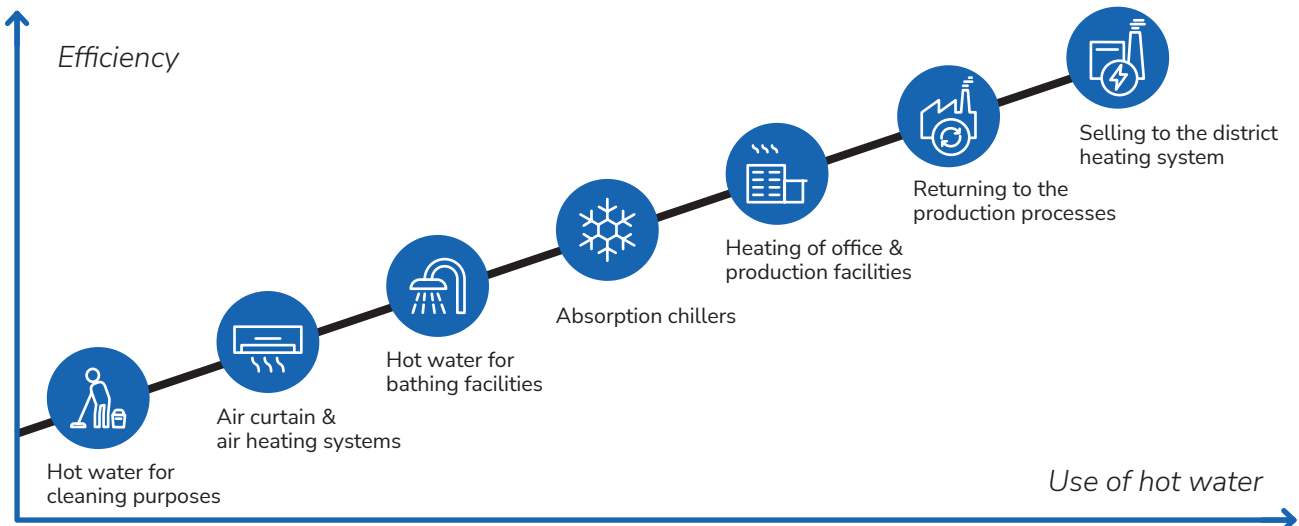 Efficiency
Selling to the district
heating system
Returning to the
production processes
Heating of office &
production facilities
Absorption chillers
Hot water for
bathing facilities
Air curtain &
air heating systems
Hot water for
cleaning purposes
Use of hot water